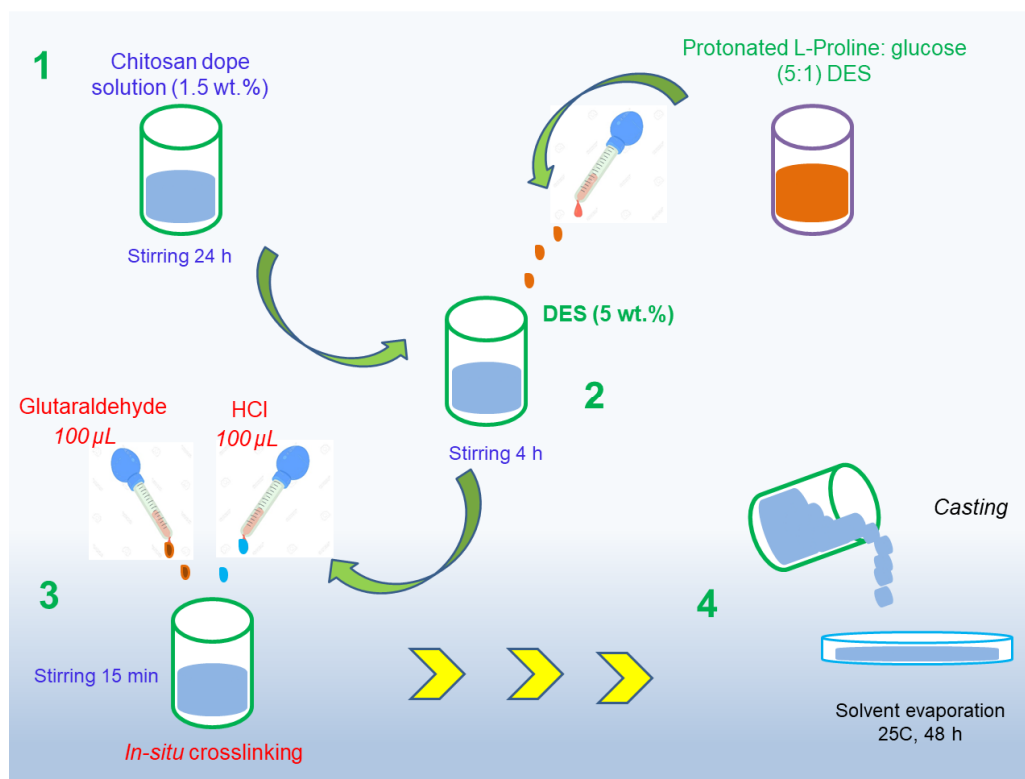 1
Chitosan dope
solution (1.5 wt.%)
Stirring 24 h
Protonated L-Proline: glucose
(5:1) DES
DES (5 wt.%)
2
Stirring 4 h
Glutaraldehyde
100 µL
HCl
100 µL
3
Stirring 15 min
In-situ crosslinking
Casting
4
Solvent evaporation
25C, 48 h